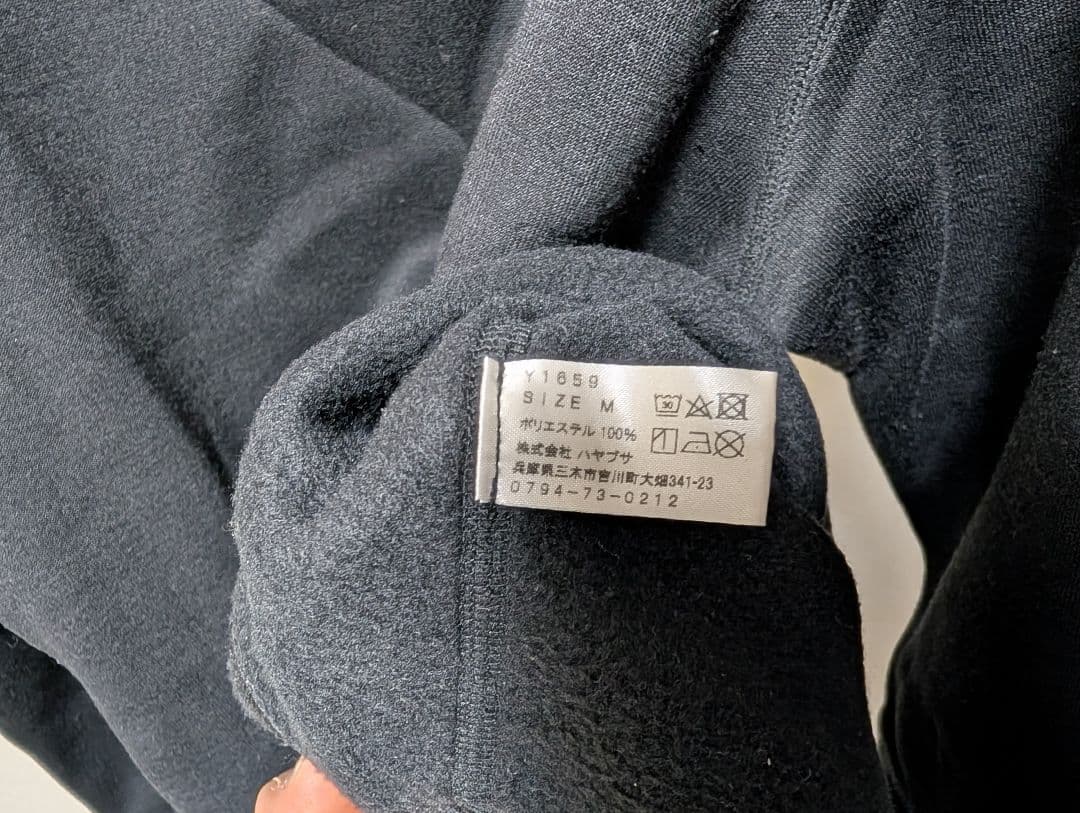 Y1659
SIZE M
30
ポリエステル 100%
株式会社 ハヤブサ
兵庫県三木市吉川町大畑341-23
0794-73-0212